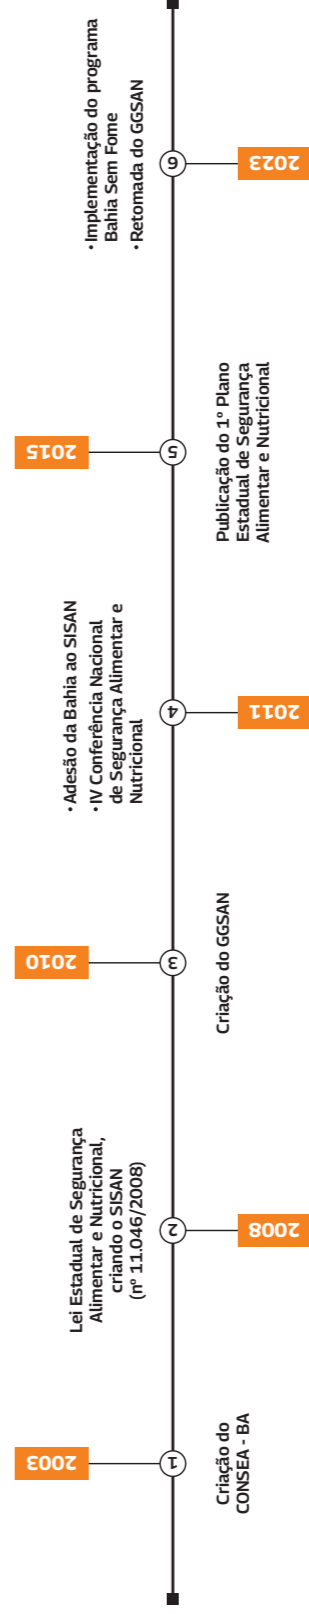 2003
1
Criação do
CONSEA - BA
Lei Estadual de Segurança
Alimentar e Nutricional,
criando o SISAN
(nº 11.046/2008)
2
2008
2010
3
Criação do GGSAN
• Adesão da Bahia ao SISAN
• IV Conferência Nacional
de Segurança Alimentar e
Nutricional
4
2011
2015
5
Publicação do 1º Plano
Estadual de Segurança
Alimentar e Nutricional
• Implementação do programa
Bahia Sem Fome
• Retomada do GGSAN
6
2023